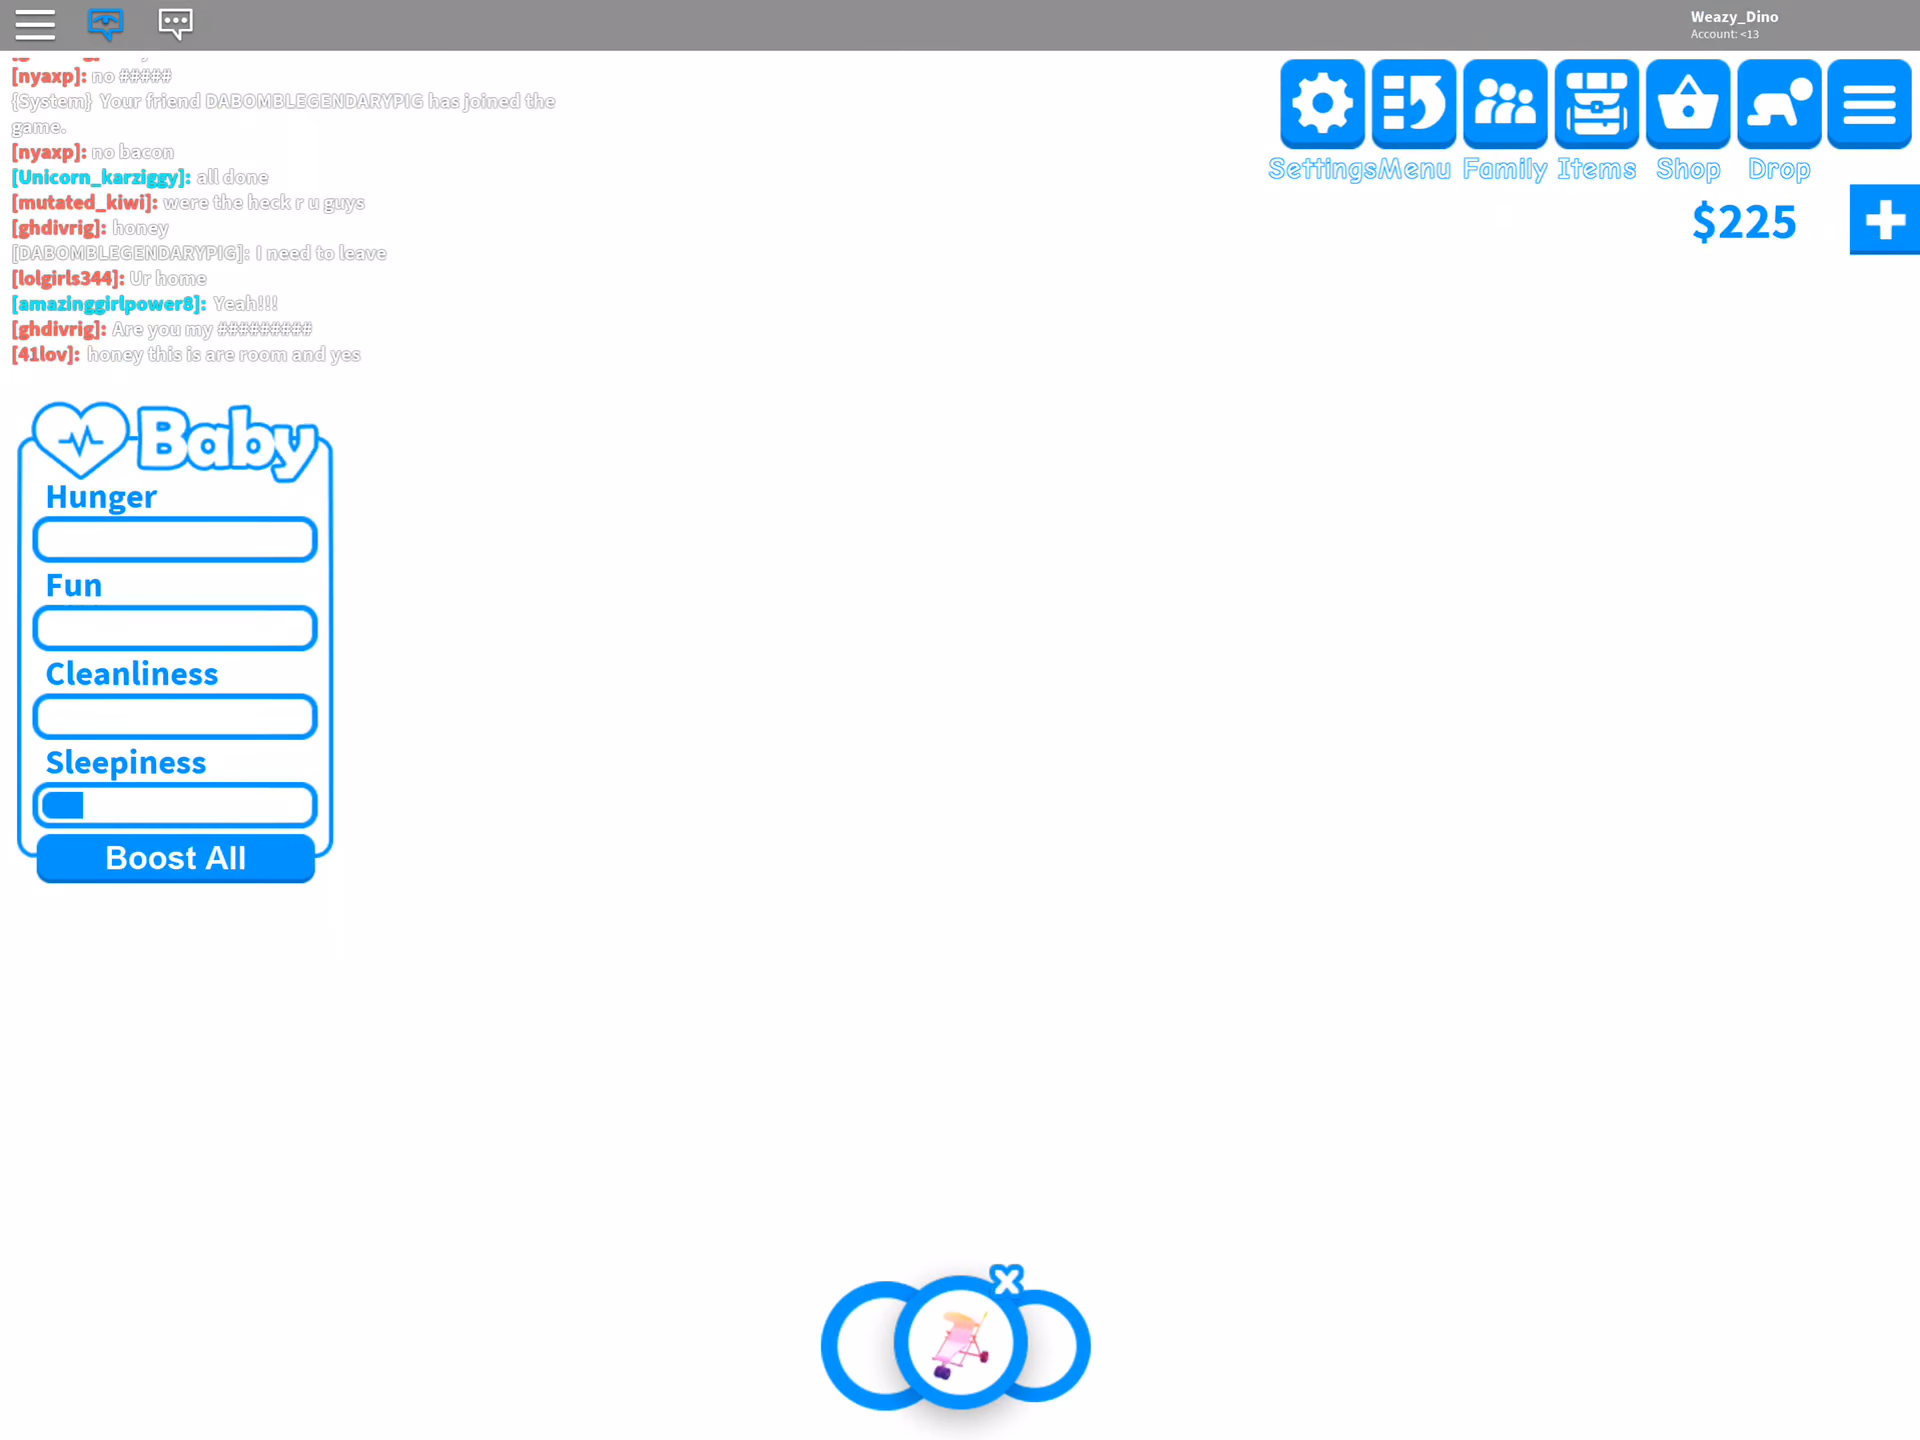 Weazy_Dino
Account: <13
[nyaxp]: no #####
{System} Your friend DABOMBLEGENDARYPIG has joined the
game.
[nyaxp]: no bacon
[Unicorn_karziggy]: all done
[mutated_kiwi]: were the heck r u guys
[ghdivrig]: honey
[DABOMBLEGENDARYPIG]: I need to leave
[lolgirls344]: Ur home
[amazinggirlpower8]: Yeah!!!
[ghdivrig]: Are you my #########
[41lov]: honey this is are room and yes
Settings Menu Family Items Shop Drop
$225
Baby
Hunger
Fun
Cleanliness
Sleepiness
Boost All